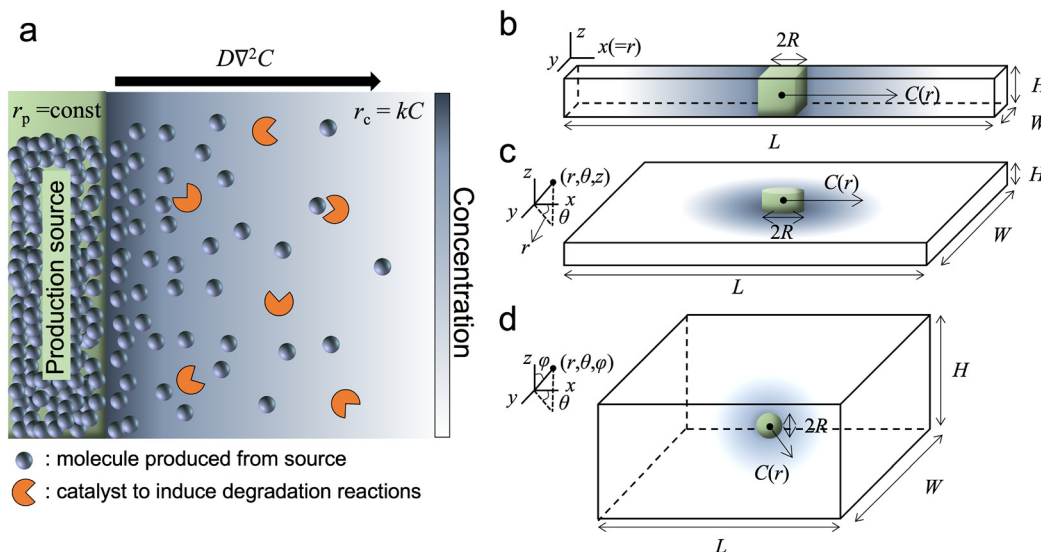 a
D∇²C
r_p =const
r_c = kC
Production source
Concentration
: molecule produced from source
: catalyst to induce degradation reactions
b
z
x(=r)
y
2R
C(r)
H
W
L
c
z
(r,θ,z)
x
y
θ
r
C(r)
2R
H
W
L
d
z
φ
(r,θ,φ)
x
y
θ
2R
C(r)
H
W
L